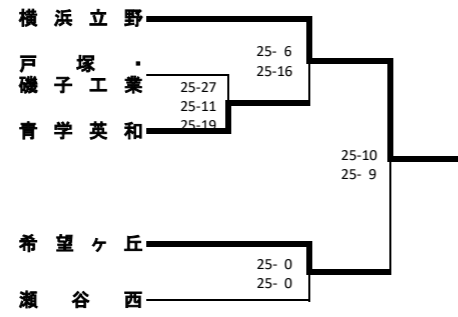 横浜立野
25- 6
25-16
戸塚・
磯子工業
25-27
25-11
25-19
青学英和
25-10
25- 9
希望ヶ丘
25- 0
25- 0
瀬谷西